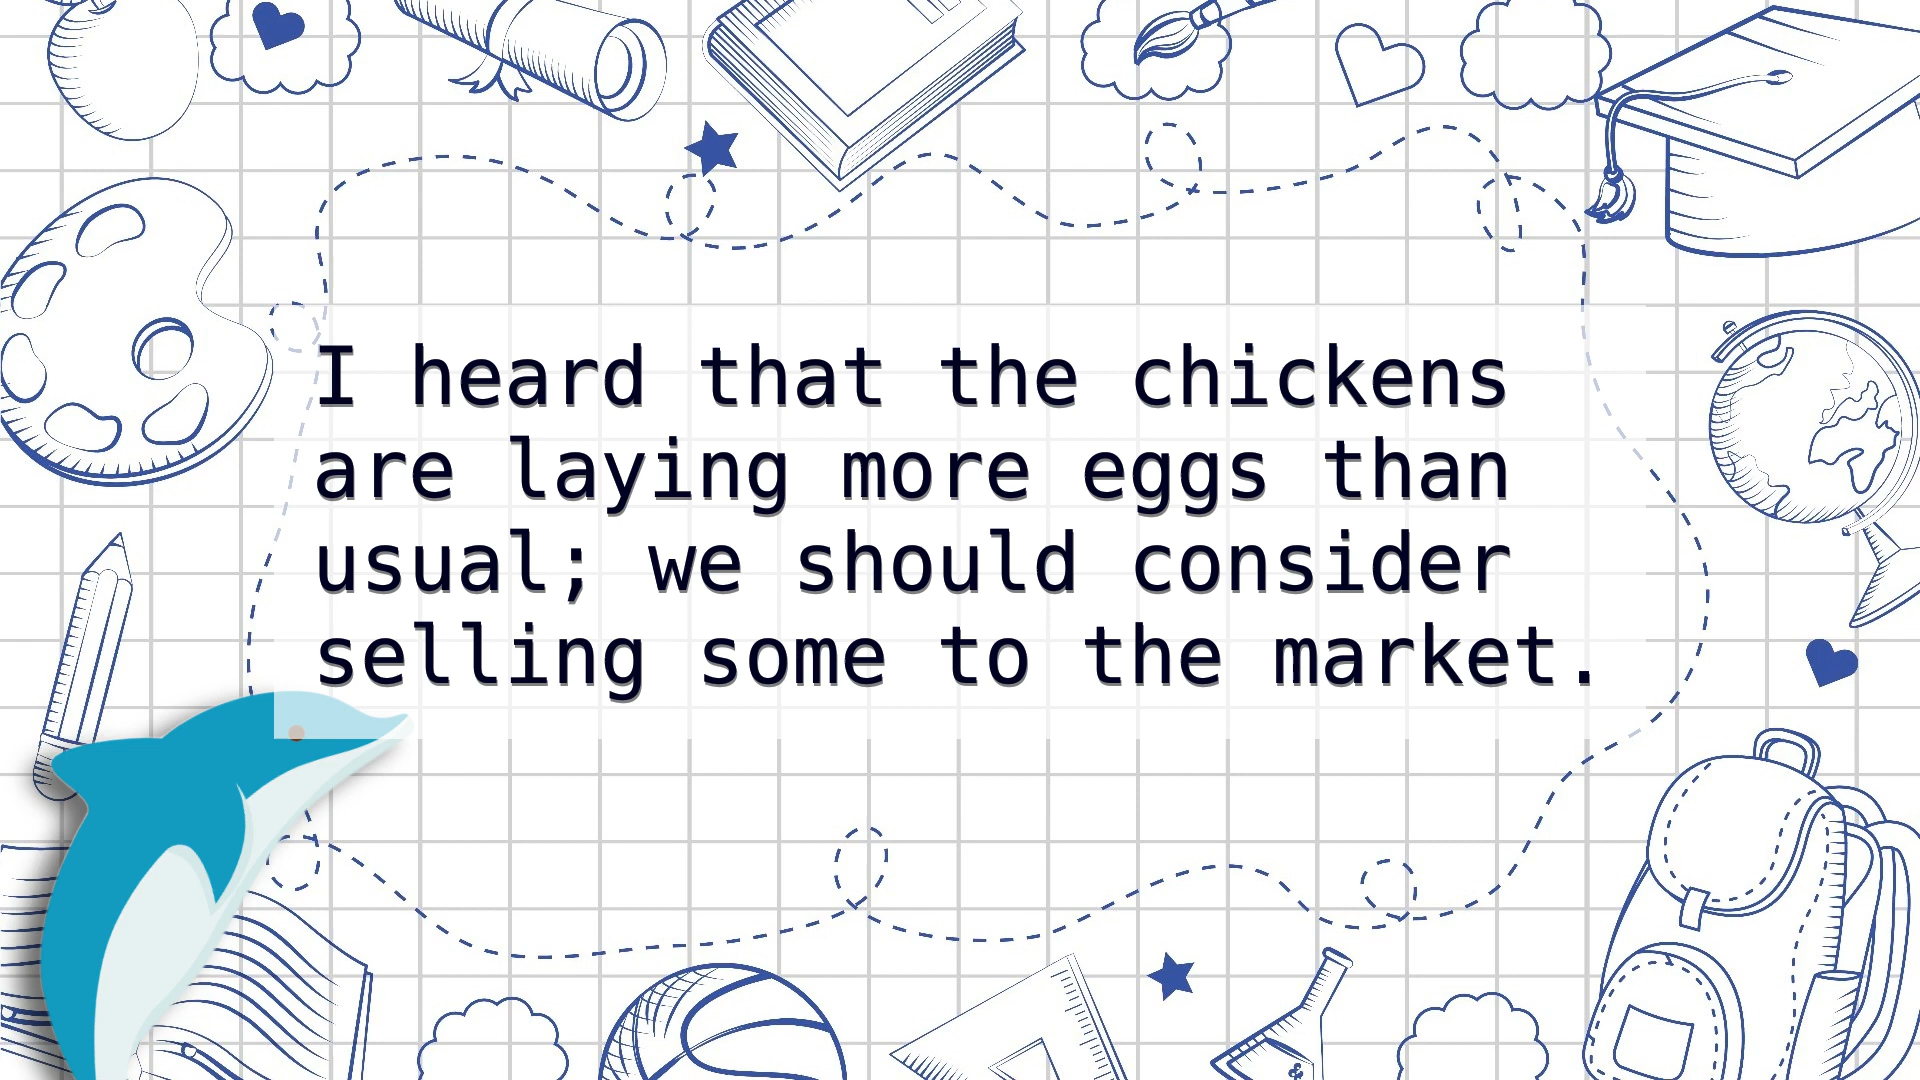 I heard that the chickens
are laying more eggs than
usual; we should consider
selling some to the market.